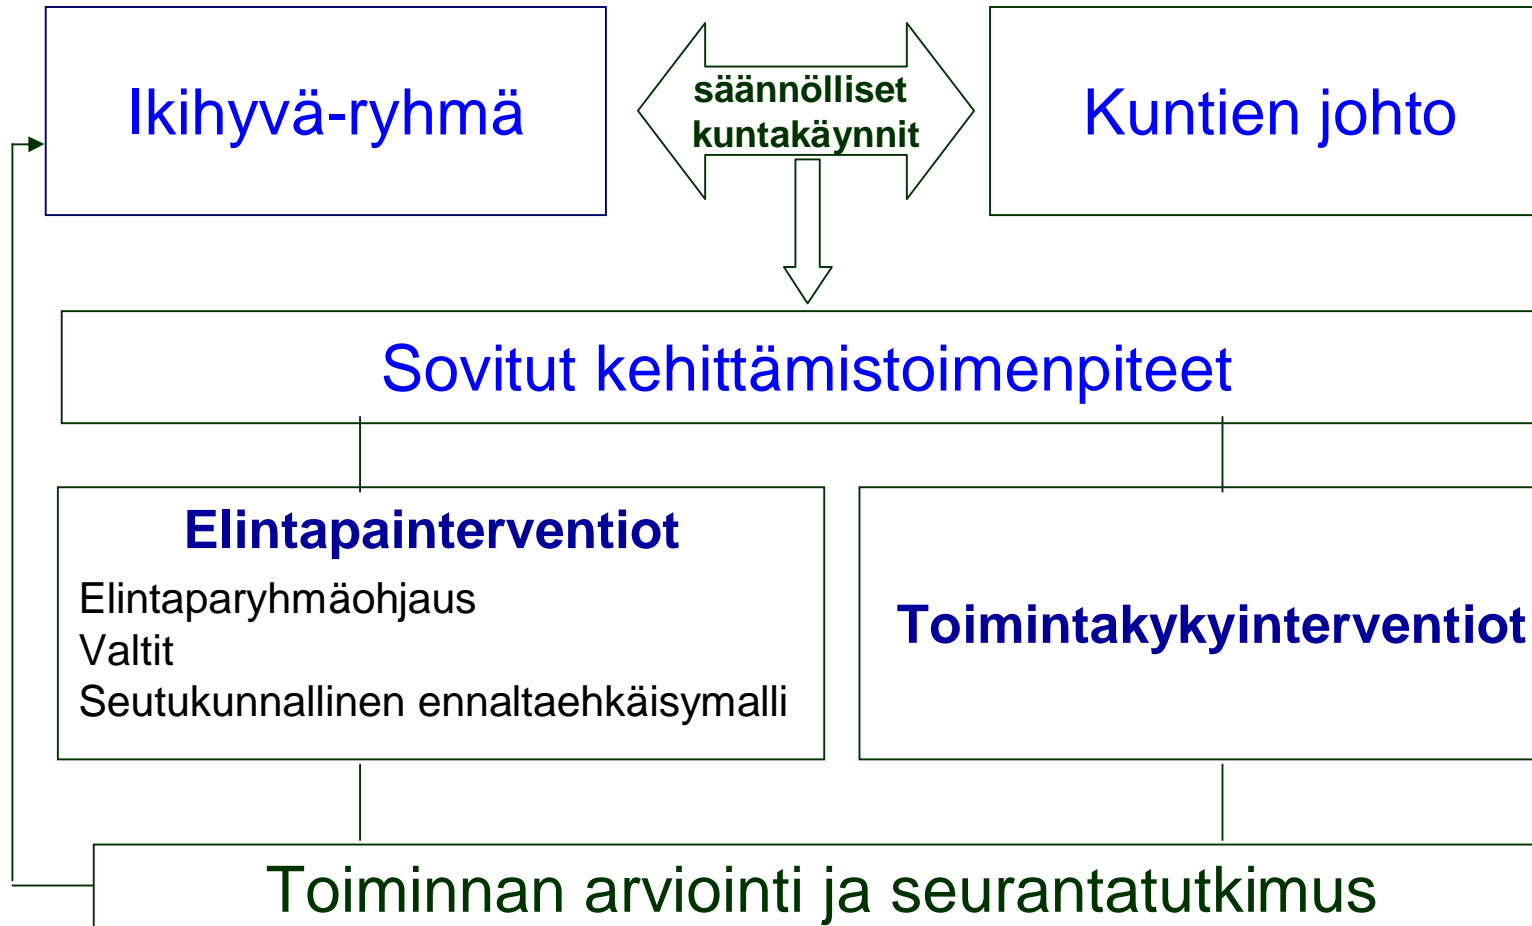 Ikihyvä-ryhmä
säännölliset
kuntakäynnit
Kuntien johto
Sovitut kehittämistoimenpiteet
Elintapainterventiot
Elintaparyhmäohjaus
Valtit
Seutukunnallinen ennaltaehkäisymalli
Toimintakykyinterventiot
Toiminnan arviointi ja seurantatutkimus